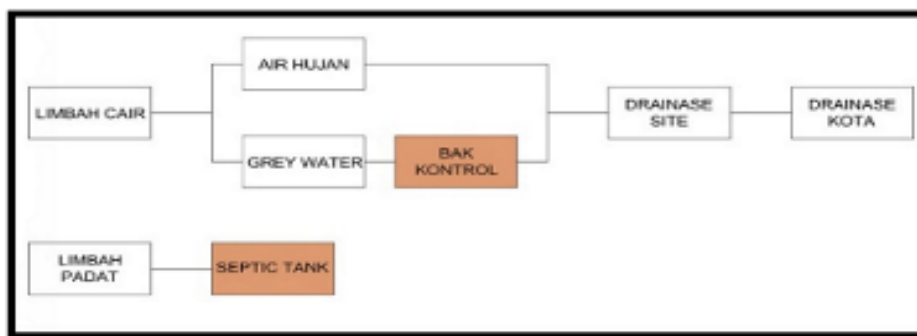 AIR HUJAN
LIMBAH CAIR
DRAINASE
SITE
DRAINASE
KOTA
GREY WATER
BAK
KONTROL
LIMBAH
PADAT
SEPTIC TANK